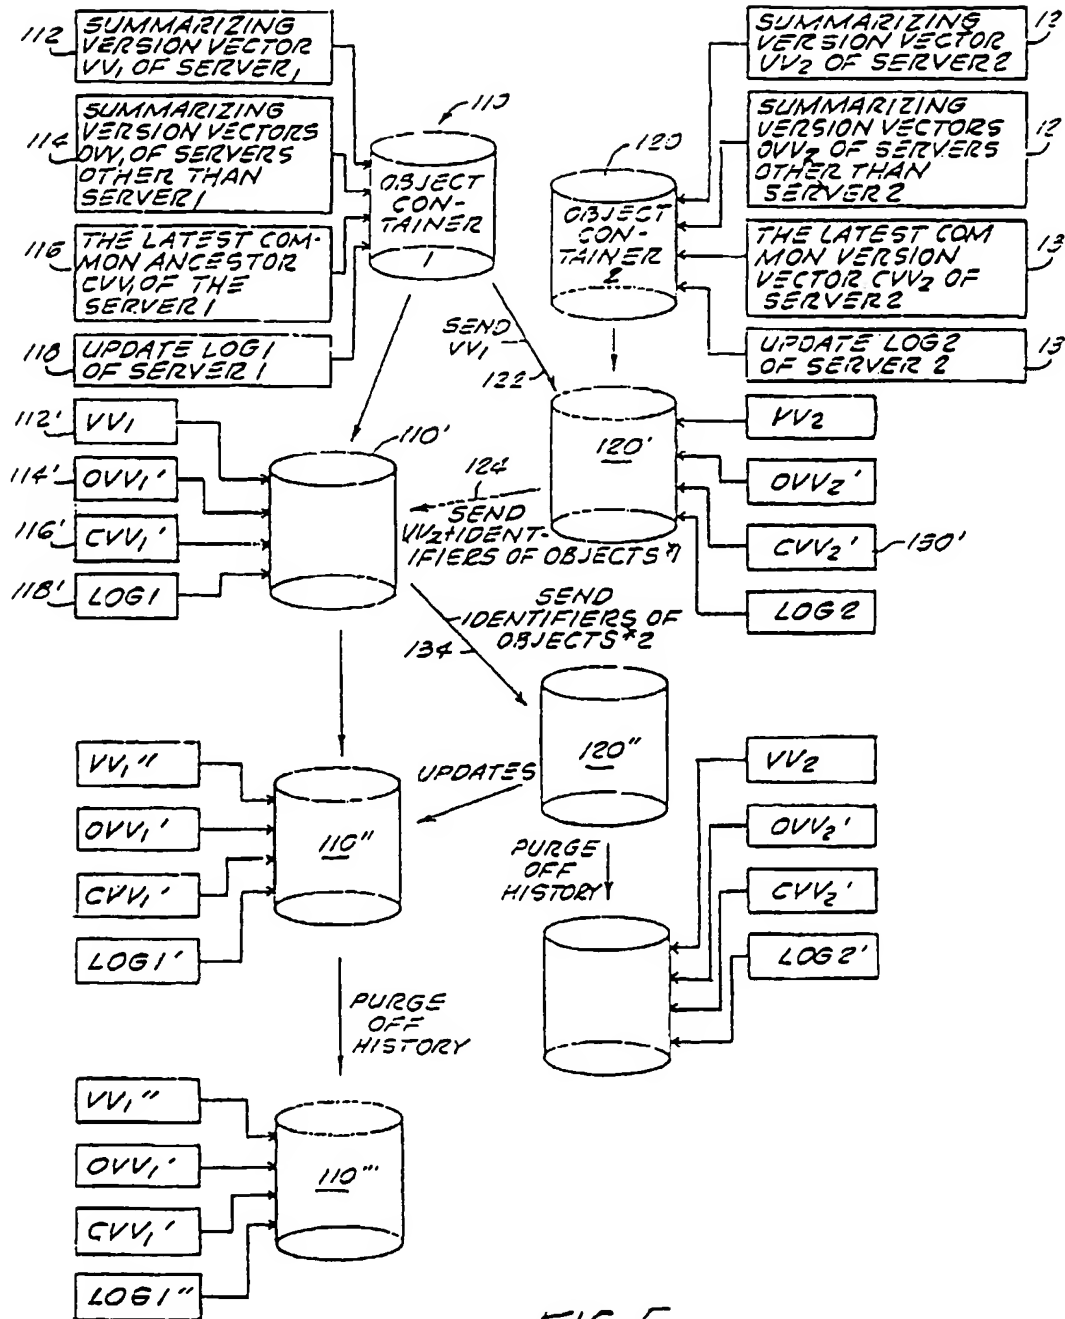 112
SUMMARIZING
VERSION VECTOR
VV1 OF SERVER1
114
SUMMARIZING
VERSION VECTORS
OVV1 OF SERVERS
OTHER THAN
SERVER1
116
THE LATEST COM-
MON ANCESTOR
CVV1 OF THE
SERVER1
118
UPDATE LOG1
OF SERVER1
110
OBJECT
CON-
TAINER
1
120
OBJECT
CON-
TAINER
2
SUMMARIZING
VERSION VECTOR
VV2 OF SERVER2
12
SUMMARIZING
VERSION VECTORS
OVV2 OF SERVERS
OTHER THAN
SERVER2
12
THE LATEST COM
MON VERSION
VECTOR CVV2 OF
SERVER2
13
UPDATE LOG2
OF SERVER 2
13
SEND
VV1
122
112'
VV1
114'
OVV1'
116'
CVV1'
118'
LOG1
110'
120'
VV2
OVV2'
CVV2'
130'
LOG2
124
SEND
VV2+IDENT-
IFIERS OF OBJECTS*1
SEND
IDENTIFIERS OF
OBJECTS*2
134
120"
UPDATES
VV1"
OVV1'
CVV1'
LOG1'
110"
PURGE
OFF
HISTORY
VV2
OVV2'
CVV2'
LOG2'
PURGE
OFF
HISTORY
VV1"
OVV1'
CVV1'
LOG1"
110"'